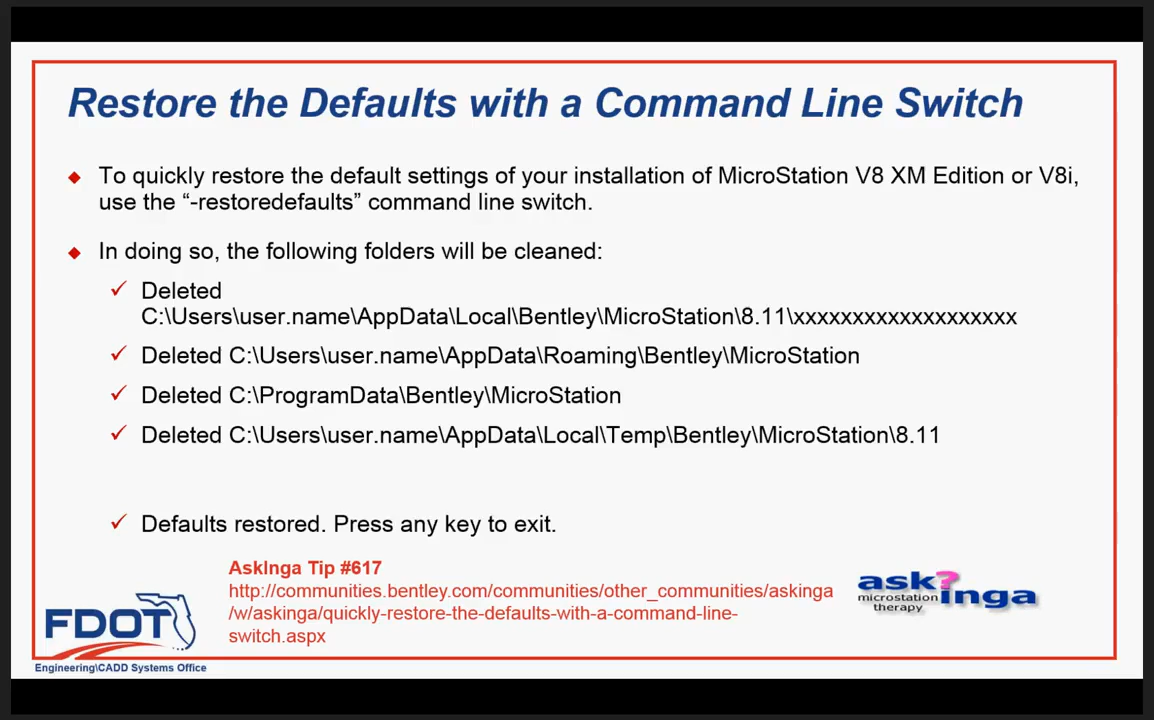 Restore the Defaults with a Command Line Switch
To quickly restore the default settings of your installation of MicroStation V8 XM Edition or V8i,
use the “-restoredefaults” command line switch.
In doing so, the following folders will be cleaned:
Deleted
C:\Users\user.name\AppData\Local\Bentley\MicroStation\8.11\xxxxxxxxxxxxxxxxxxx
Deleted C:\Users\user.name\AppData\Roaming\Bentley\MicroStation
Deleted C:\ProgramData\Bentley\MicroStation
Deleted C:\Users\user.name\AppData\Local\Temp\Bentley\MicroStation\8.11
Defaults restored. Press any key to exit.
AskInga Tip #617
http://communities.bentley.com/communities/other_communities/askinga
/w/askinga/quickly-restore-the-defaults-with-a-command-line-
switch.aspx
ask?
microstation inga
therapy
FDOT
Engineering\CADD Systems Office